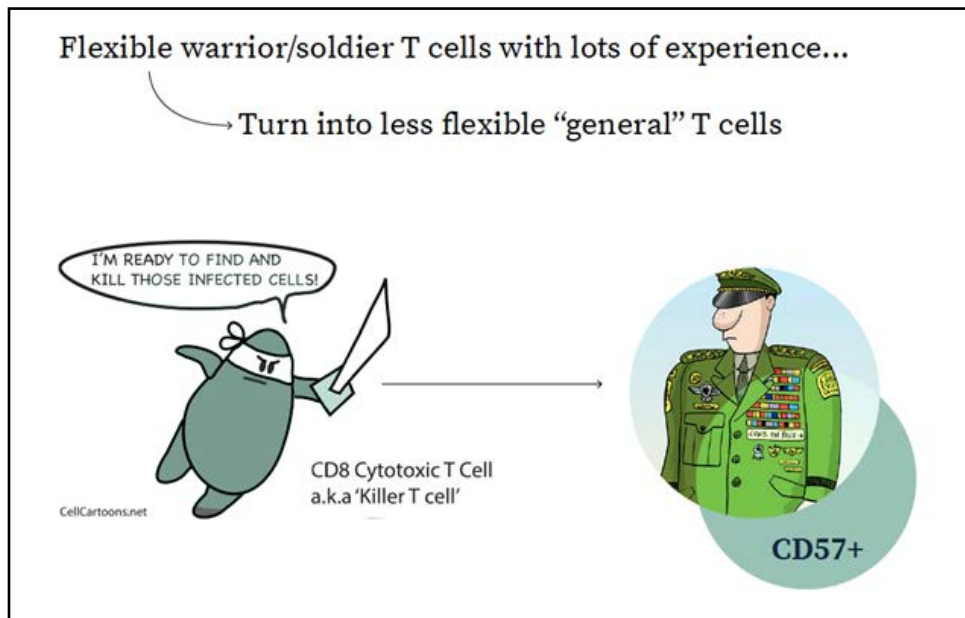 Flexible warrior/soldier T cells with lots of experience...
Turn into less flexible “general” T cells
I'M READY TO FIND AND
KILL THOSE INFECTED CELLS!
CD8 Cytotoxic T Cell
a.k.a ‘Killer T cell’
CellCartoons.net
CD57+